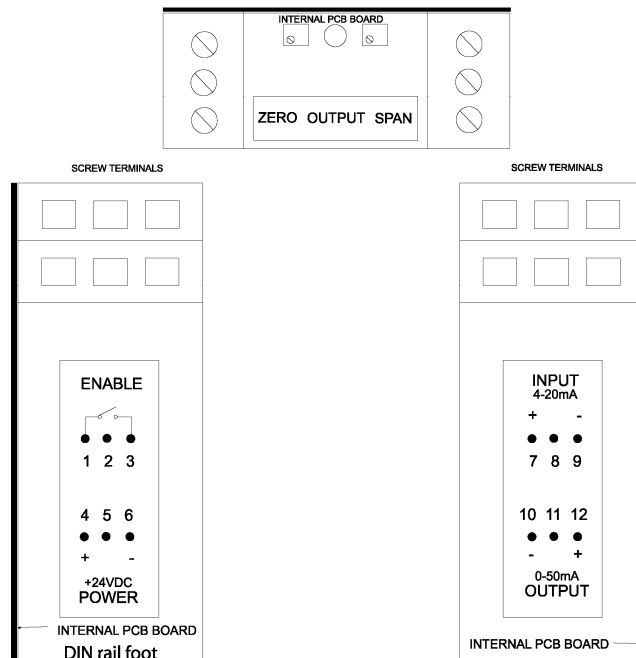 INTERNAL PCB BOARD
ZERO OUTPUT SPAN
SCREW TERMINALS
ENABLE
1 2 3
4 5 6
+ -
+24VDC
POWER
INTERNAL PCB BOARD
DIN rail foot
SCREW TERMINALS
INPUT
4-20mA
+ -
7 8 9
10 11 12
- +
0-50mA
OUTPUT
INTERNAL PCB BOARD